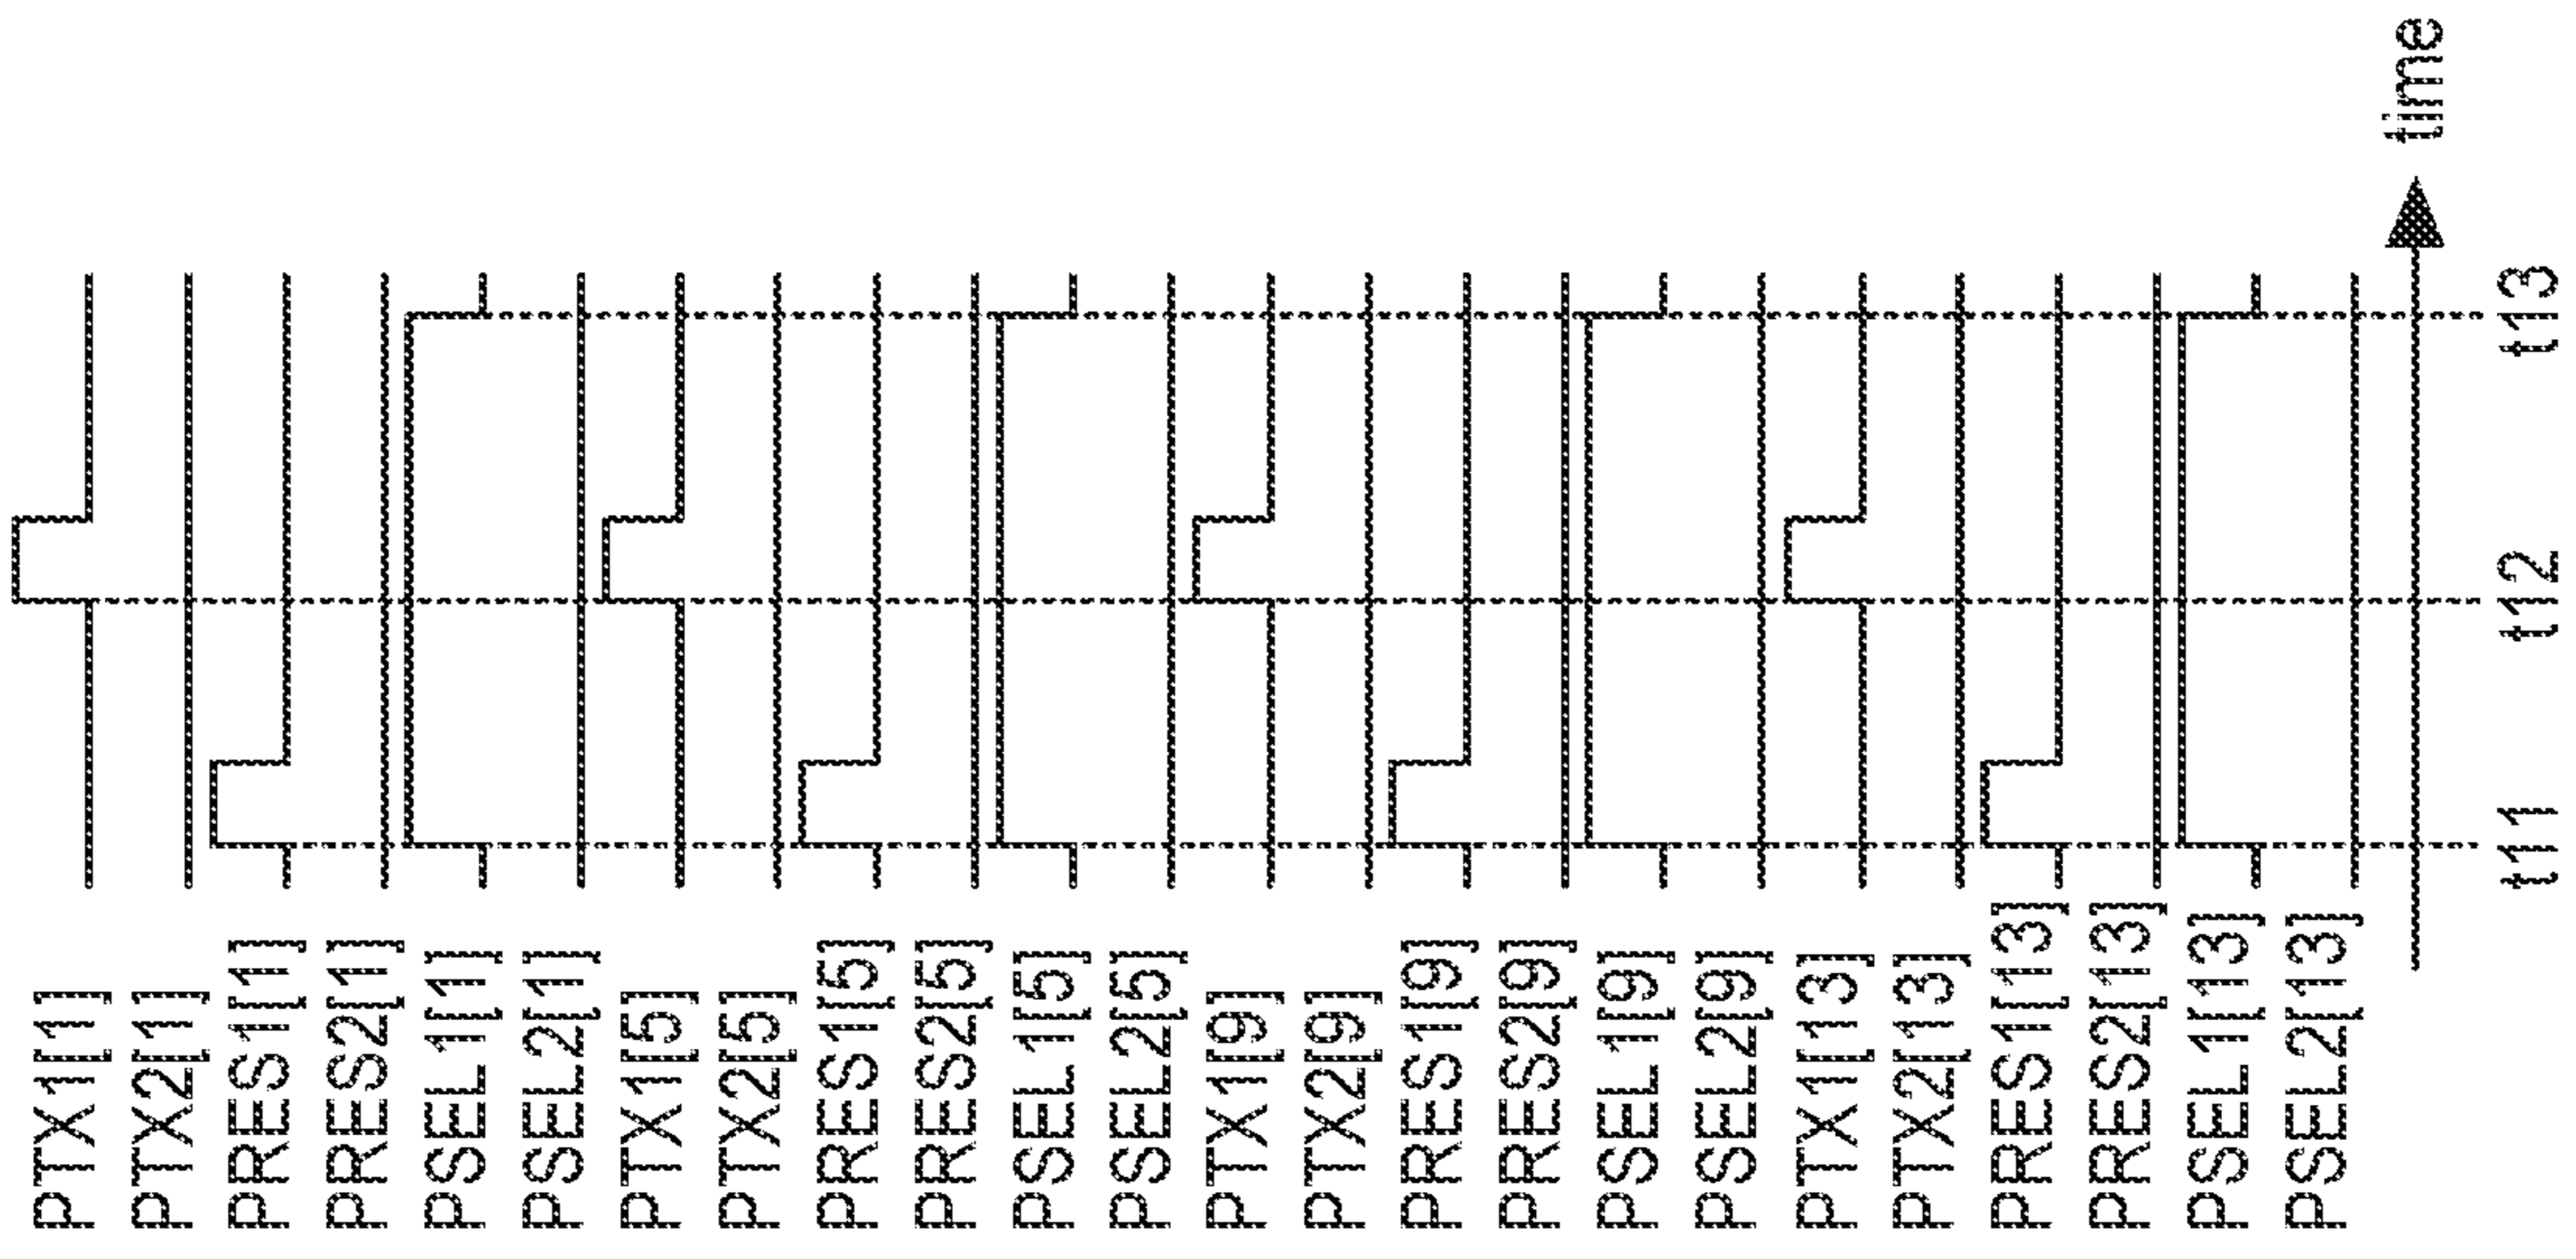 PTX1[1]
PTX2[1]
PRES1[1]
PRES2[1]
PSEL1[1]
PSEL2[1]
PTX1[5]
PTX2[5]
PRES1[5]
PRES2[5]
PSEL1[5]
PSEL2[5]
PTX1[9]
PTX2[9]
PRES1[9]
PRES2[9]
PSEL1[9]
PSEL2[9]
PTX1[13]
PTX2[13]
PRES1[13]
PRES2[13]
PSEL1[13]
PSEL2[13]
time
t11 t12 t13